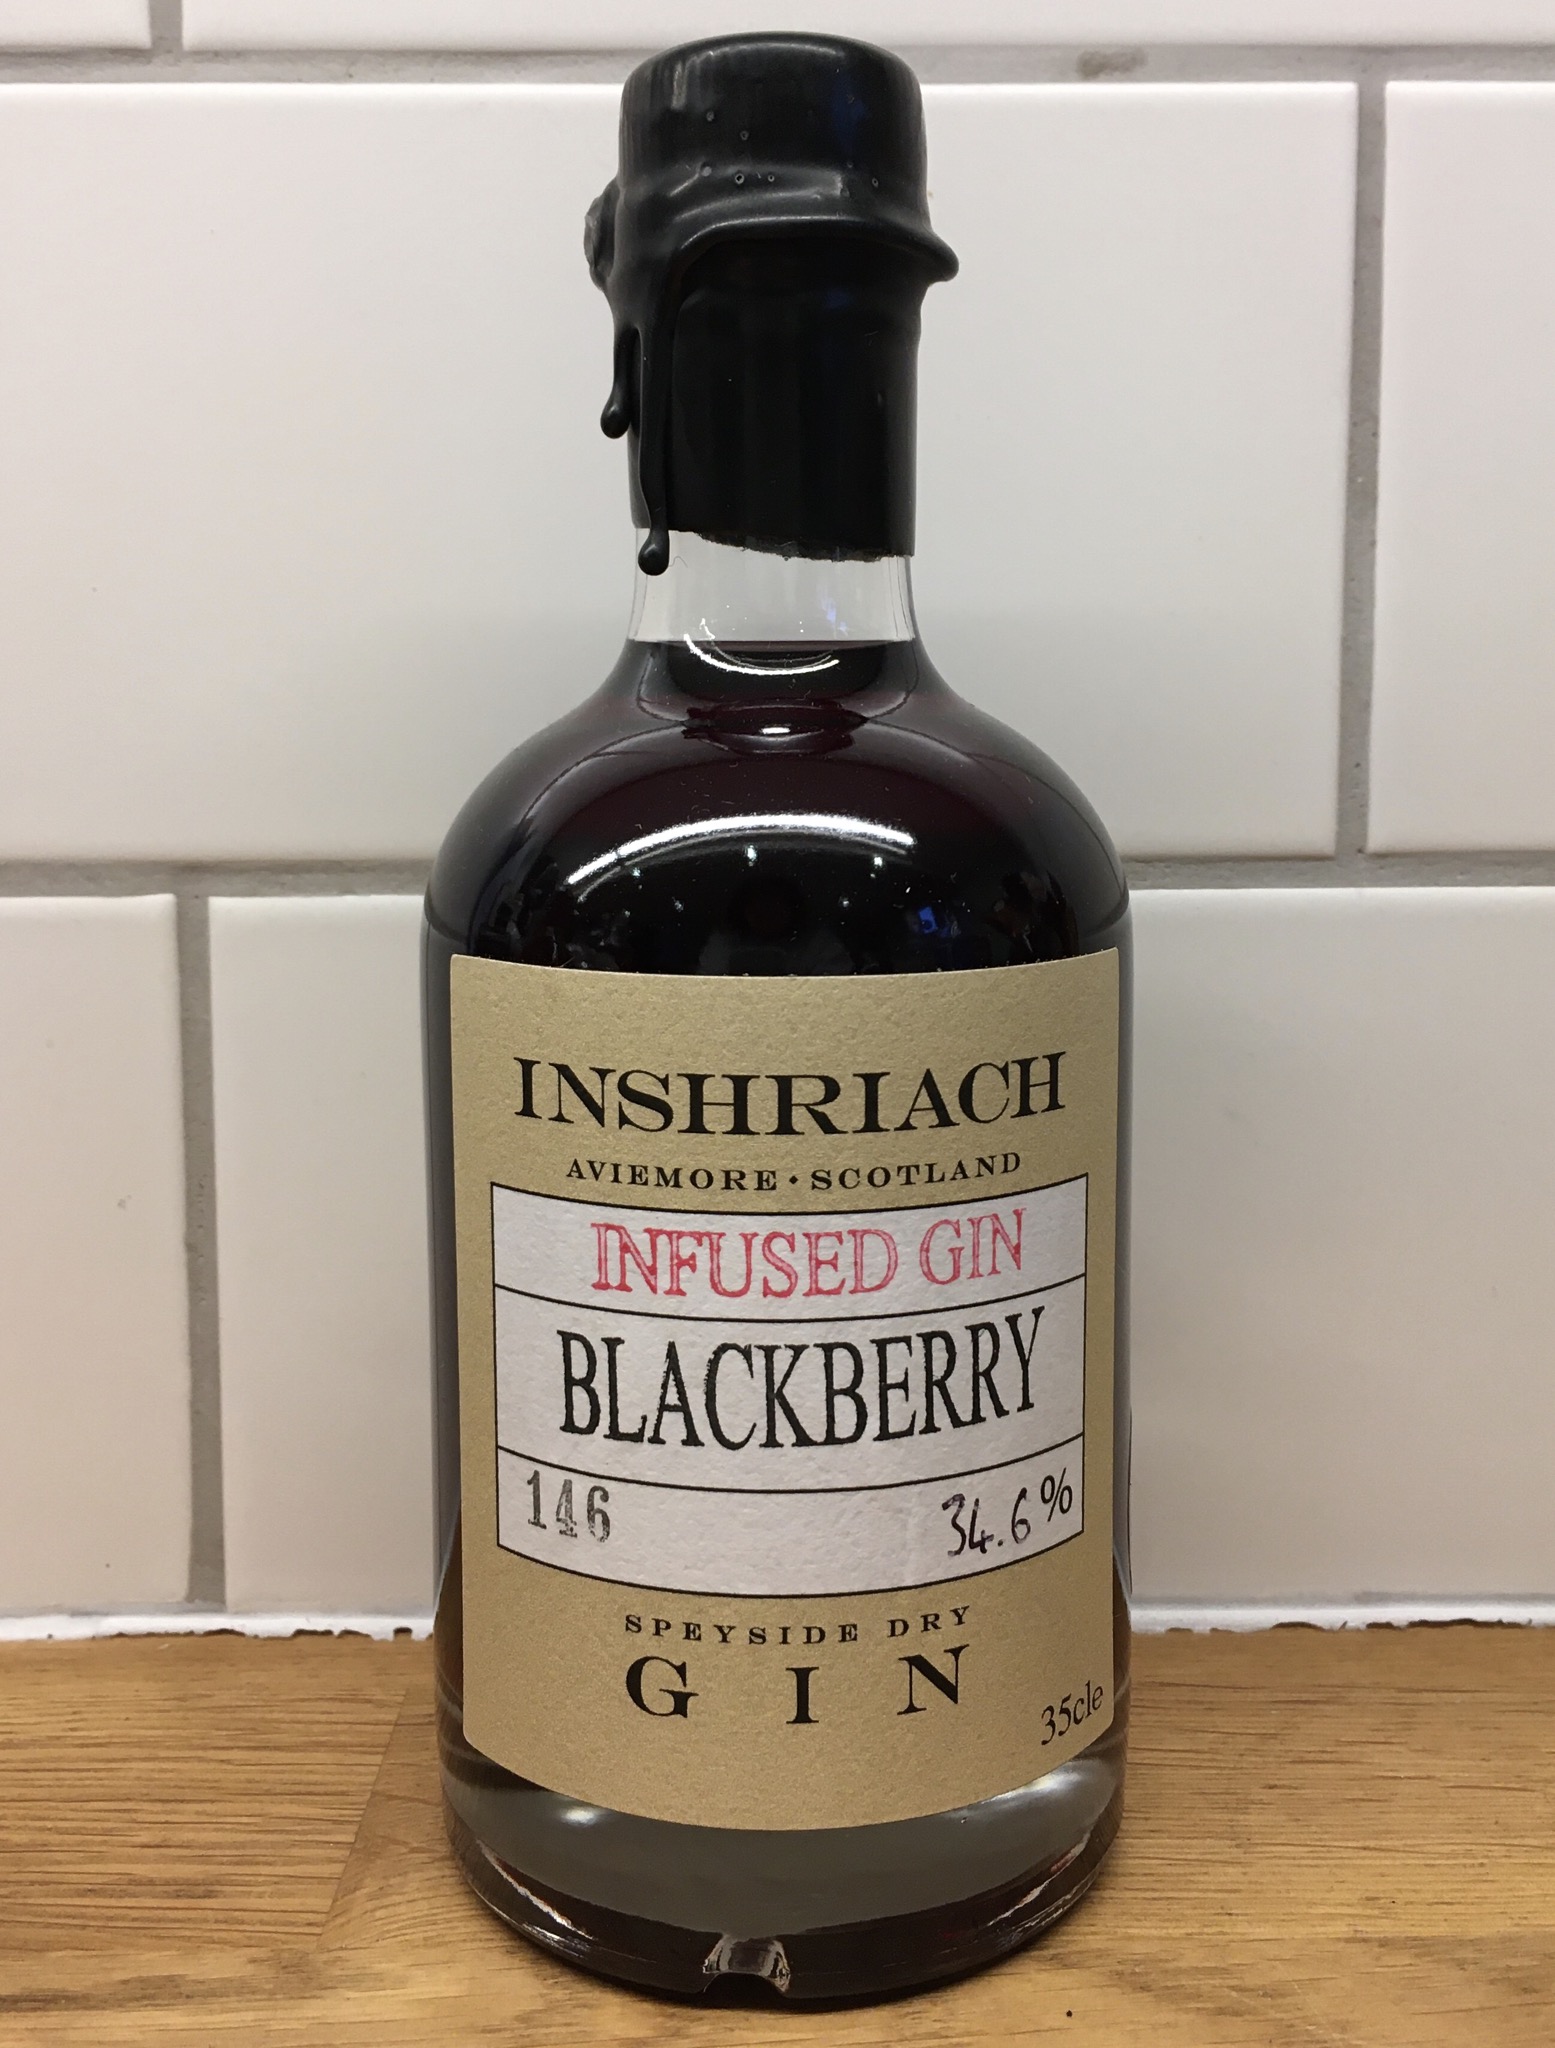 INSHRIACH
AVIEMORE • SCOTLAND
INFUSED GIN
BLACKBERRY
146 34.6%
SPEYSIDE DRY
GIN
35cle